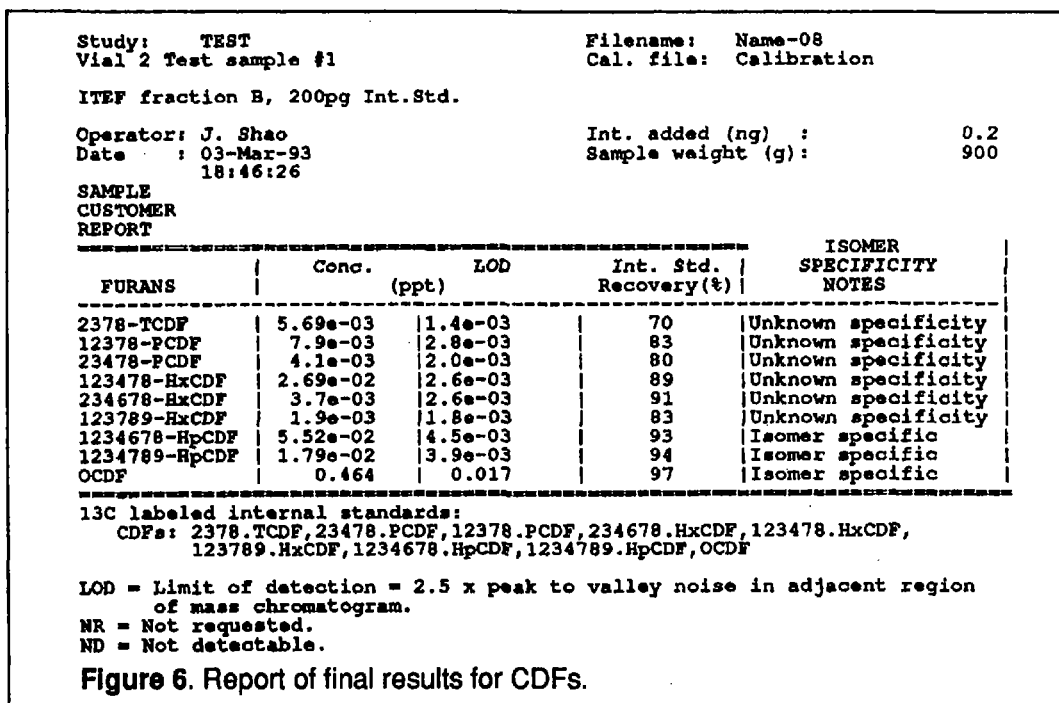 Study: TEST Filename: Name-08
Vial 2 Test sample #1 Cal. file: Calibration
ITEF fraction B, 200pg Int.Std.
Operator: J. Shao Int. added (ng) : 0.2
Date : 03-Mar-93 Sample weight (g): 900
18:46:26
SAMPLE
CUSTOMER
REPORT
ISOMER
Conc. LOD Int. Std. SPECIFICITY
FURANS (ppt) Recovery(%) NOTES
2378-TCDF 5.69e-03 1.4e-03 70 Unknown specificity
12378-PCDF 7.9e-03 2.8e-03 83 Unknown specificity
23478-PCDF 4.1e-03 2.0e-03 80 Unknown specificity
123478-HxCDF 2.69e-02 2.6e-03 89 Unknown specificity
234678-HxCDF 3.7e-03 2.6e-03 91 Unknown specificity
123789-HxCDF 1.9e-03 1.8e-03 83 Unknown specificity
1234678-HpCDF 5.52e-02 4.5e-03 93 Isomer specific
1234789-HpCDF 1.79e-02 3.9e-03 94 Isomer specific
OCDF 0.464 0.017 97 Isomer specific
13C labeled internal standards:
CDFs: 2378.TCDF,23478.PCDF,12378.PCDF,234678.HxCDF,123478.HxCDF,
123789.HxCDF,1234678.HpCDF,1234789.HpCDF,OCDF
LOD = Limit of detection = 2.5 x peak to valley noise in adjacent region
of mass chromatogram.
NR = Not requested.
ND = Not detectable.
Figure 6. Report of final results for CDFs.